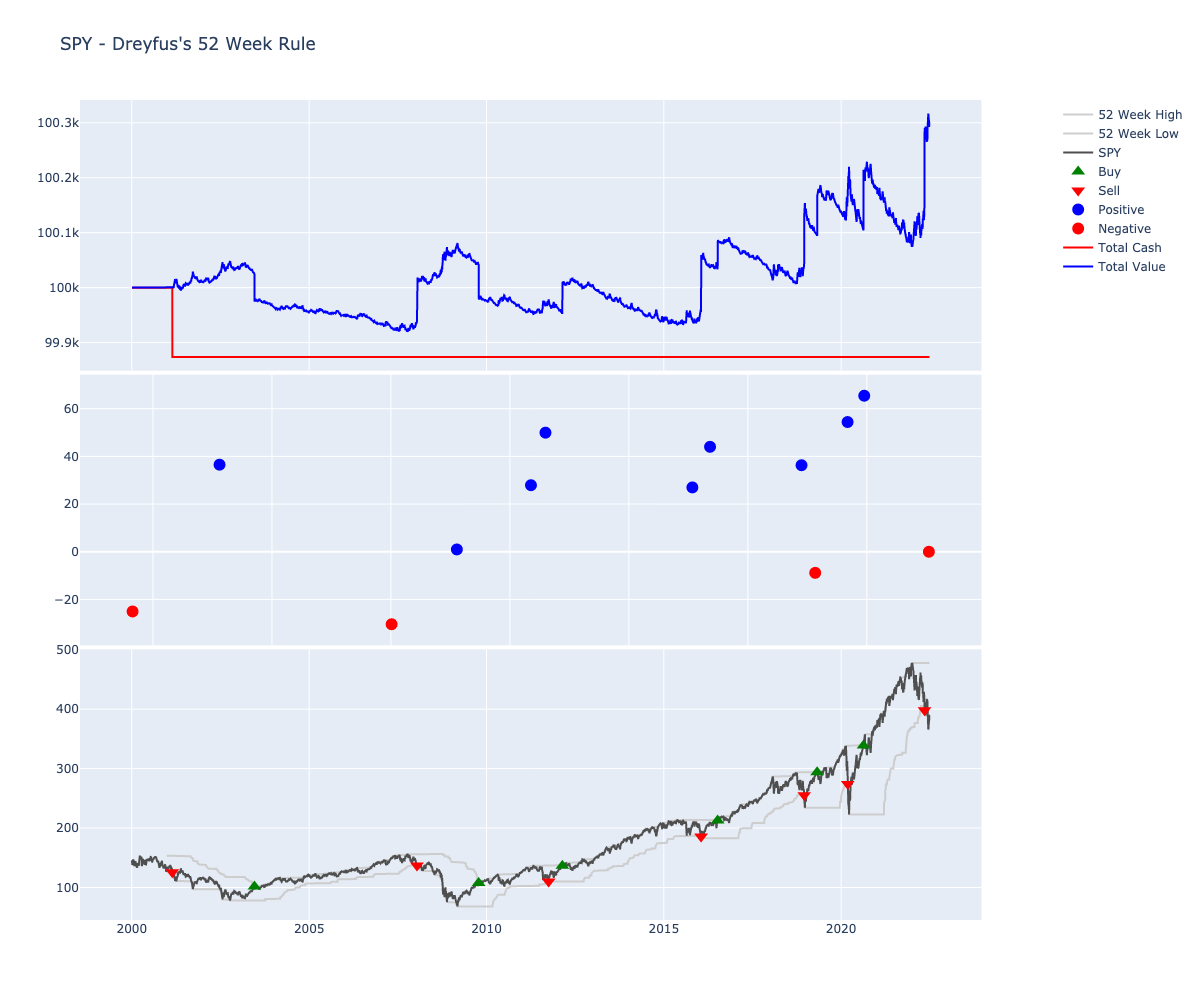 SPY - Dreyfus's 52 Week Rule
100.3k
100.2k
100.1k
100k
99.9k
52 Week High
52 Week Low
SPY
Buy
Sell
Positive
Negative
Total Cash
Total Value
60
40
20
0
−20
500
400
300
200
100
2000 2005 2010 2015 2020